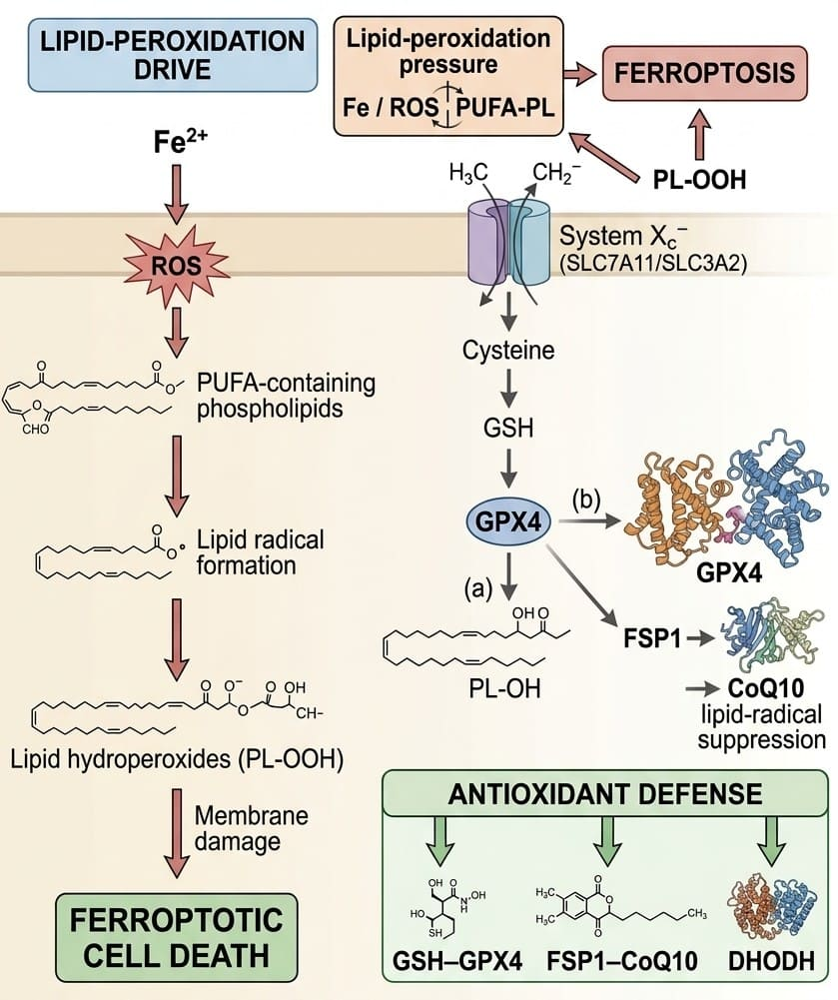 LIPID-PEROXIDATION
DRIVE
Lipid-peroxidation
pressure
Fe / ROS PUFA-PL
FERROPTOSIS
PL-OOH
Fe²⁺
ROS
PUFA-containing
phospholipids
O
O
O
O
CHO
Lipid radical
formation
O
O
Lipid hydroperoxides (PL-OOH)
O O⁻ O OH
O
CH-
Membrane
damage
FERROPTOTIC
CELL DEATH
H₃C CH₂⁻
System Xc⁻
(SLC7A11/SLC3A2)
Cysteine
GSH
GPX4
(b)
GPX4
(a)
OH O
PL-OH
FSP1
CoQ10
lipid-radical
suppression
ANTIOXIDANT DEFENSE
OH O
N OH
H
HO
SH
GSH–GPX4
H₃C
H₃C
O
O
O
CH₃
FSP1–CoQ10
DHODH